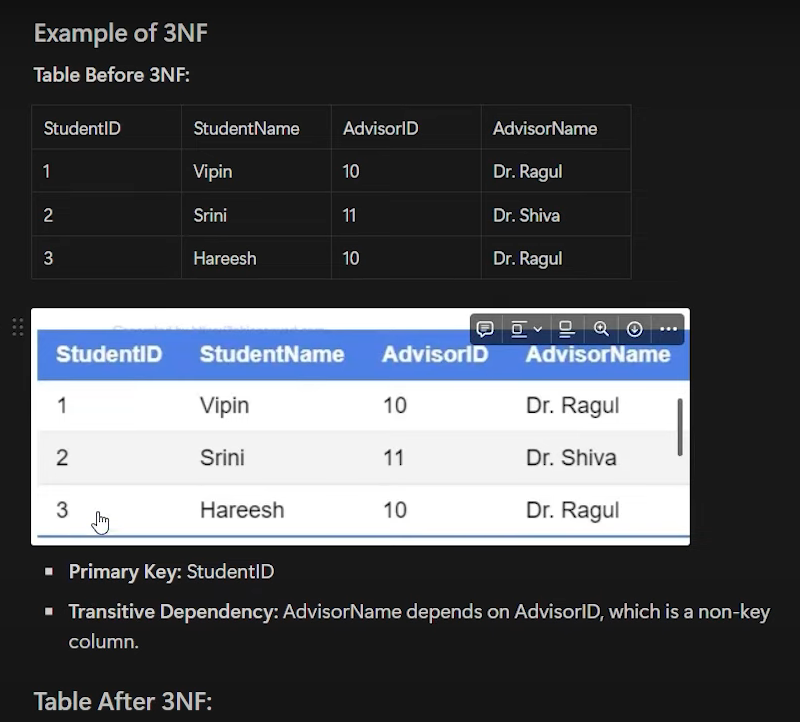 Example of 3NF
Table Before 3NF:
StudentID StudentName AdvisorID AdvisorName
1 Vipin 10 Dr. Ragul
2 Srini 11 Dr. Shiva
3 Hareesh 10 Dr. Ragul
StudentID StudentName AdvisorID AdvisorName
1 Vipin 10 Dr. Ragul
2 Srini 11 Dr. Shiva
3 Hareesh 10 Dr. Ragul
Primary Key: StudentID
Transitive Dependency: AdvisorName depends on AdvisorID, which is a non-key
column.
Table After 3NF: